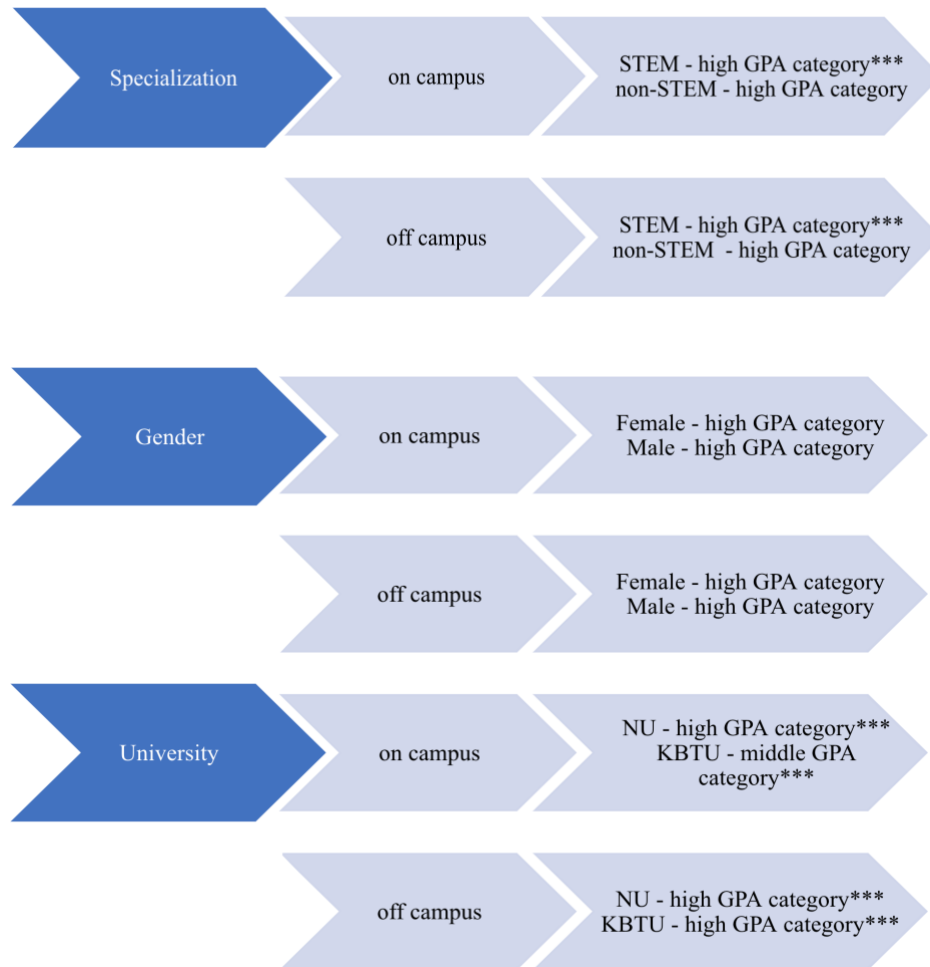 Specialization
on campus
STEM - high GPA category***
non-STEM - high GPA category
off campus
STEM - high GPA category***
non-STEM  - high GPA category
Gender
on campus
Female - high GPA category
Male - high GPA category
off campus
Female - high GPA category
Male - high GPA category
University
on campus
NU - high GPA category***
KBTU - middle GPA
category***
off campus
NU - high GPA category***
KBTU - high GPA category***